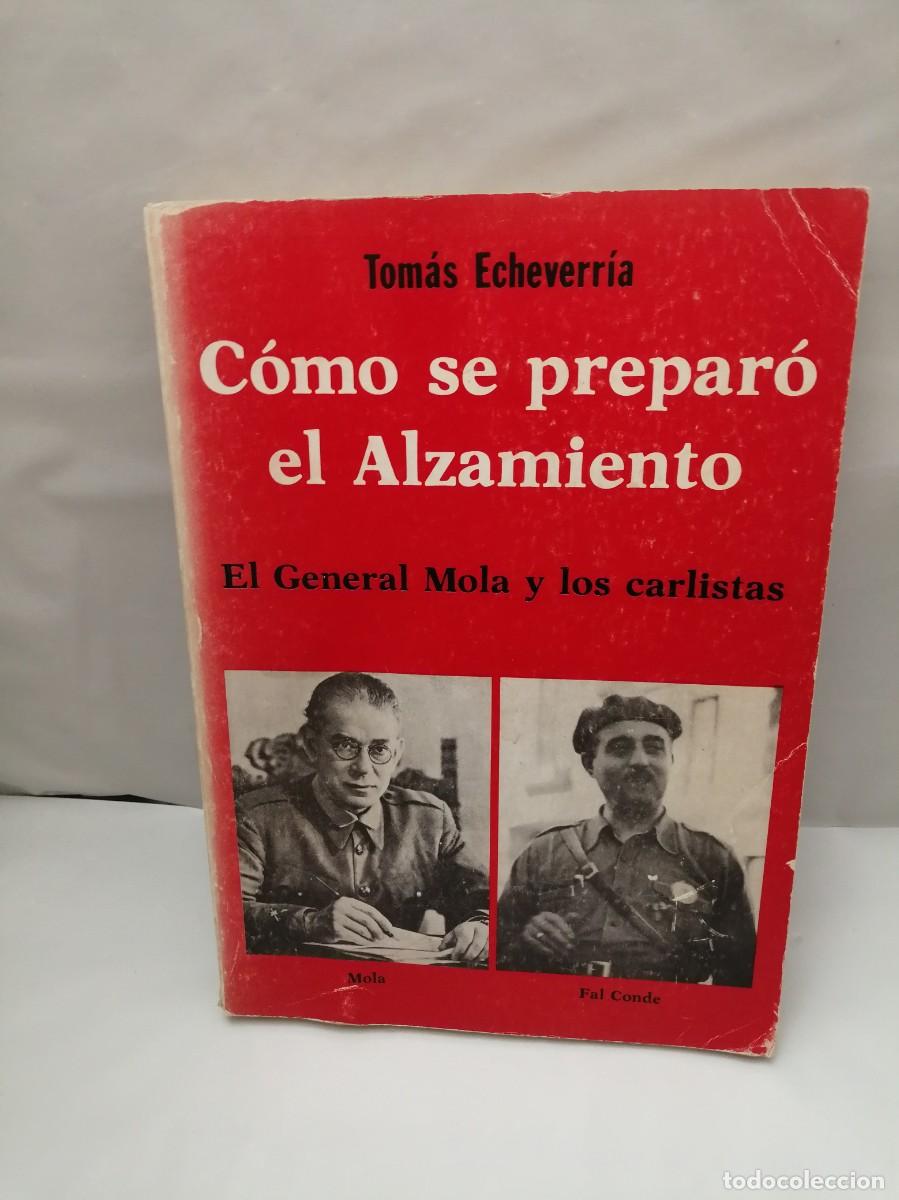 Tomás Echeverría
Cómo se preparó
el Alzamiento
El General Mola y los carlistas
Mola
Fal Conde
todocoleccion